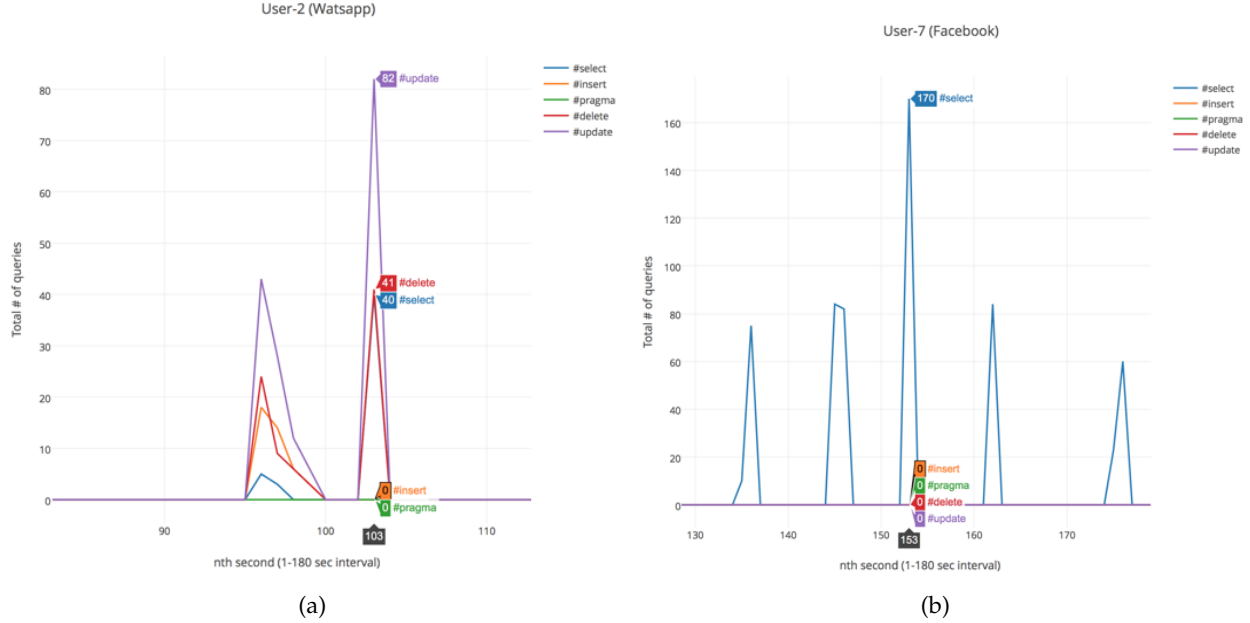 User-2 (Watsapp)
#select
#insert
#pragma
#delete
#update
82 #update
80
70
60
50
40
30
20
10
0
41 #delete
40 #select
0 #insert
0 #pragma
103
90
100
110
Total # of queries
nth second (1-180 sec interval)
(a)
User-7 (Facebook)
#select
#insert
#pragma
#delete
#update
170 #select
160
140
120
100
80
60
40
20
0
0 #insert
0 #pragma
0 #delete
0 #update
153
130
140
150
160
170
Total # of queries
nth second (1-180 sec interval)
(b)